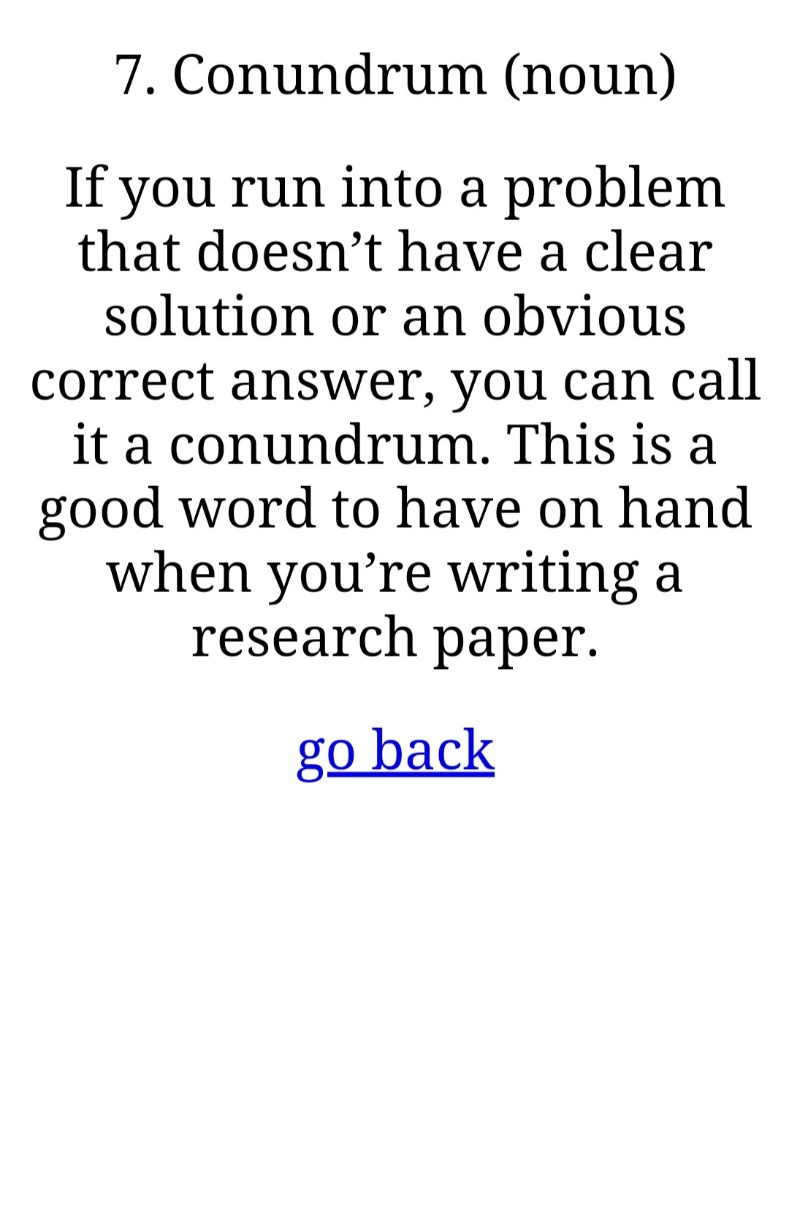 7. Conundrum (noun)
If you run into a problem
that doesn’t have a clear
solution or an obvious
correct answer, you can call
it a conundrum. This is a
good word to have on hand
when you’re writing a
research paper.
go back